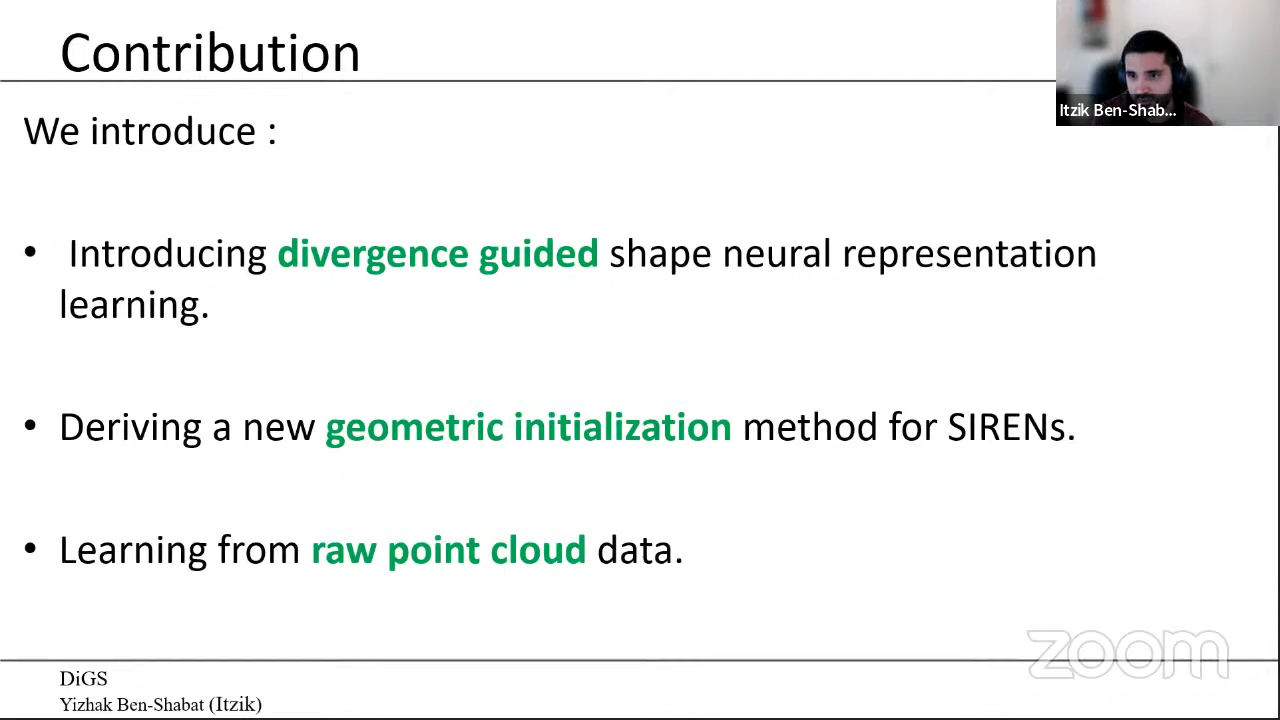 Contribution
Itzik Ben-Shab...
We introduce :
• Introducing divergence guided shape neural representation
learning.
• Deriving a new geometric initialization method for SIRENs.
• Learning from raw point cloud data.
zoom
DiGS
Yizhak Ben-Shabat (Itzik)